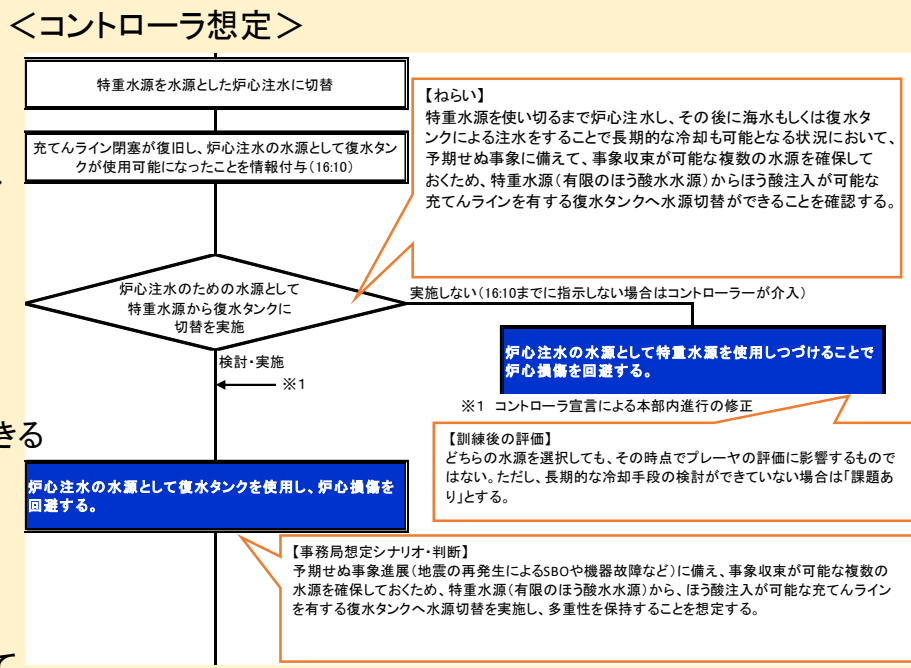 <コントローラ想定>
特重水源を水源とした炉心注水に切替
【ねらい】
特重水源を使い切るまで炉心注水し、その後に海水もしくは復水タ
ンクによる注水をすることで長期的な冷却も可能となる状況において、
予期せぬ事象に備えて、事象収束が可能な複数の水源を確保して
おくため、特重水源(有限のほう酸水水源)からほう酸注入が可能な
充てんラインを有する復水タンクへ水源切替ができることを確認する。
充てんライン閉塞が復旧し、炉心注水の水源として復水タン
クが使用可能になったことを情報付与(16:10)
炉心注水のための水源として
特重水源から復水タンクに
切替を実施
実施しない(16:10までに指示しない場合はコントローラーが介入)
検討・実施
※1
炉心注水の水源として特重水源を使用しつづけることで
炉心損傷を回避する。
※1 コントローラ宣言による本部内進行の修正
きる
【訓練後の評価】
どちらの水源を選択しても、その時点でプレーヤの評価に影響するもので
はない。ただし、長期的な冷却手段の検討ができていない場合は「課題あ
り」とする。
炉心注水の水源として復水タンクを使用し、炉心損傷を
回避する。
【事務局想定シナリオ・判断】
予期せぬ事象進展(地震の再発生によるSBOや機器故障など)に備え、事象収束が可能な複数の
水源を確保しておくため、特重水源(有限のほう酸水水源)から、ほう酸注入が可能な充てんライン
を有する復水タンクへ水源切替を実施し、多重性を保持することを想定する。
て